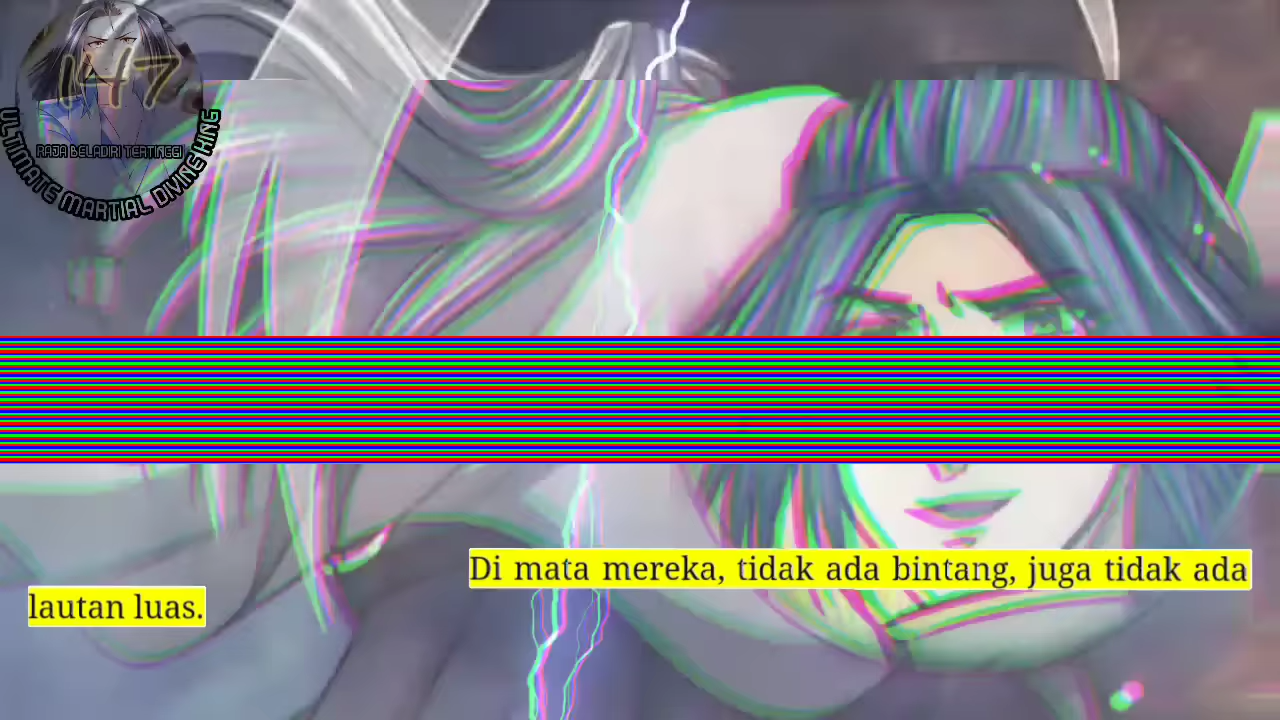 147
RAJA BELADIRI TERTINGGI
ULTIMATE MARTIAL DIVINE KING
Di mata mereka, tidak ada bintang, juga tidak ada
lautan luas.